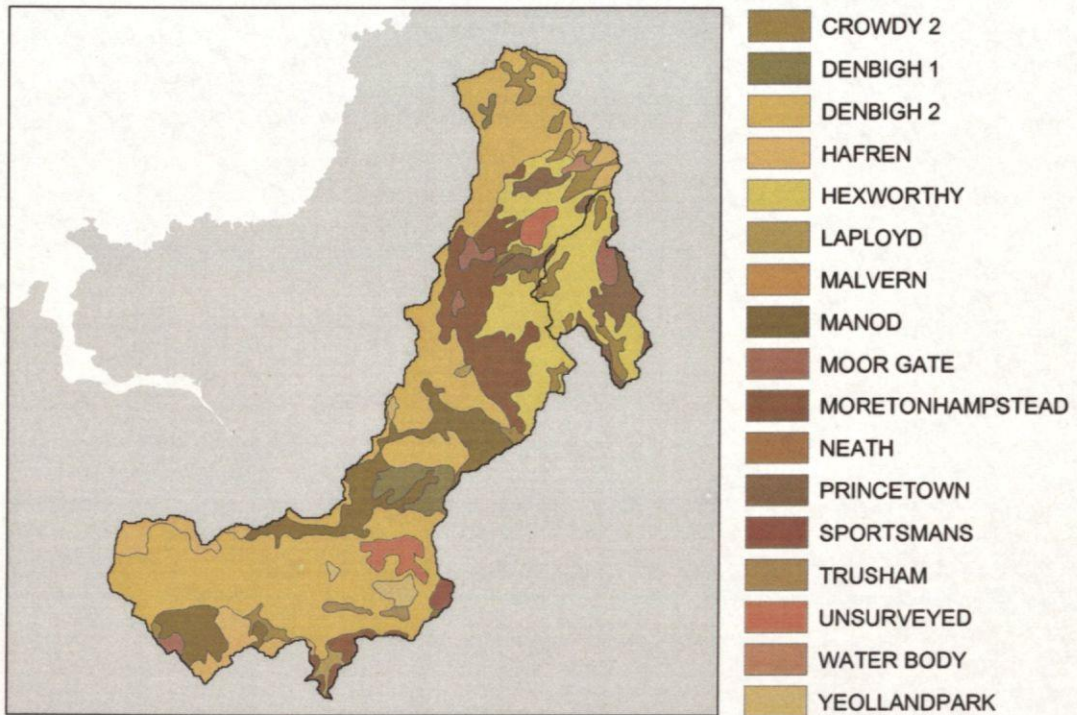 CROWDY 2
DENBIGH 1
DENBIGH 2
HAFREN
HEXWORTHY
LAPLOYD
MALVERN
MANOD
MOOR GATE
MORETONHAMPSTEAD
NEATH
PRINCETOWN
SPORTSMANS
TRUSHAM
UNSURVEYED
WATER BODY
YEOLLANDPARK